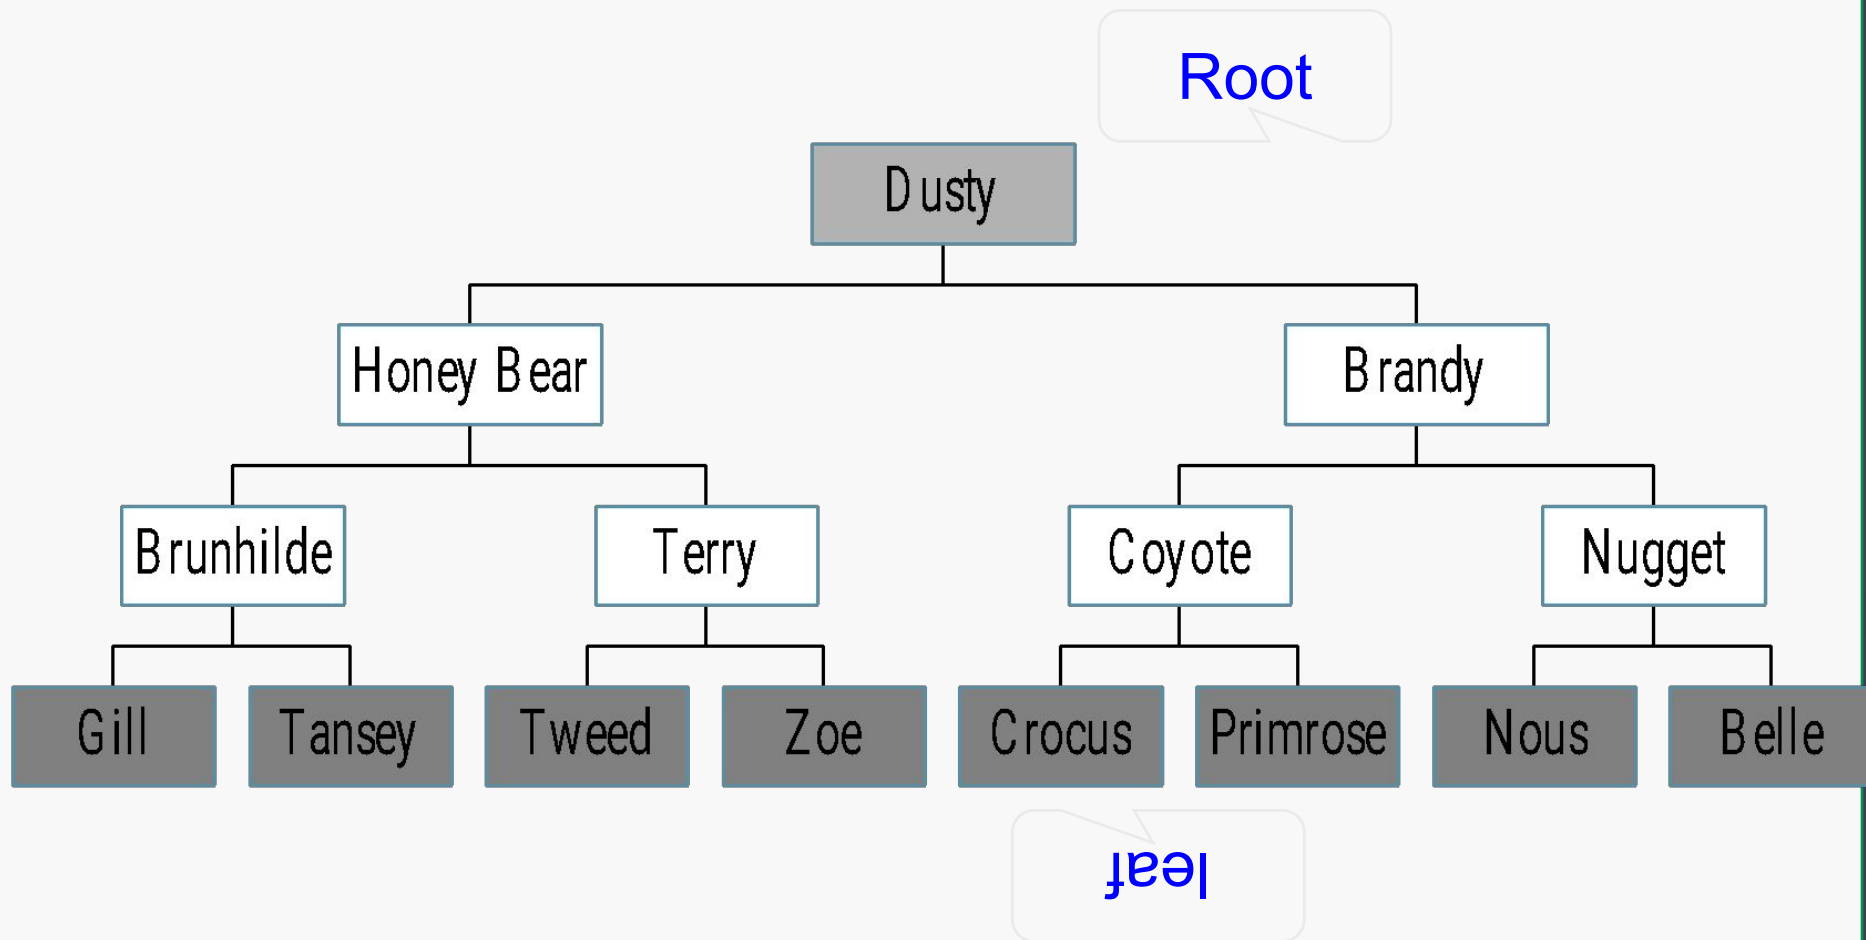 Root
Dusty
Honey Bear
Brandy
Brunhilde
Terry
Coyote
Nugget
Gill
Tansey
Tweed
Zoe
Crocus
Primrose
Nous
Belle
leaf